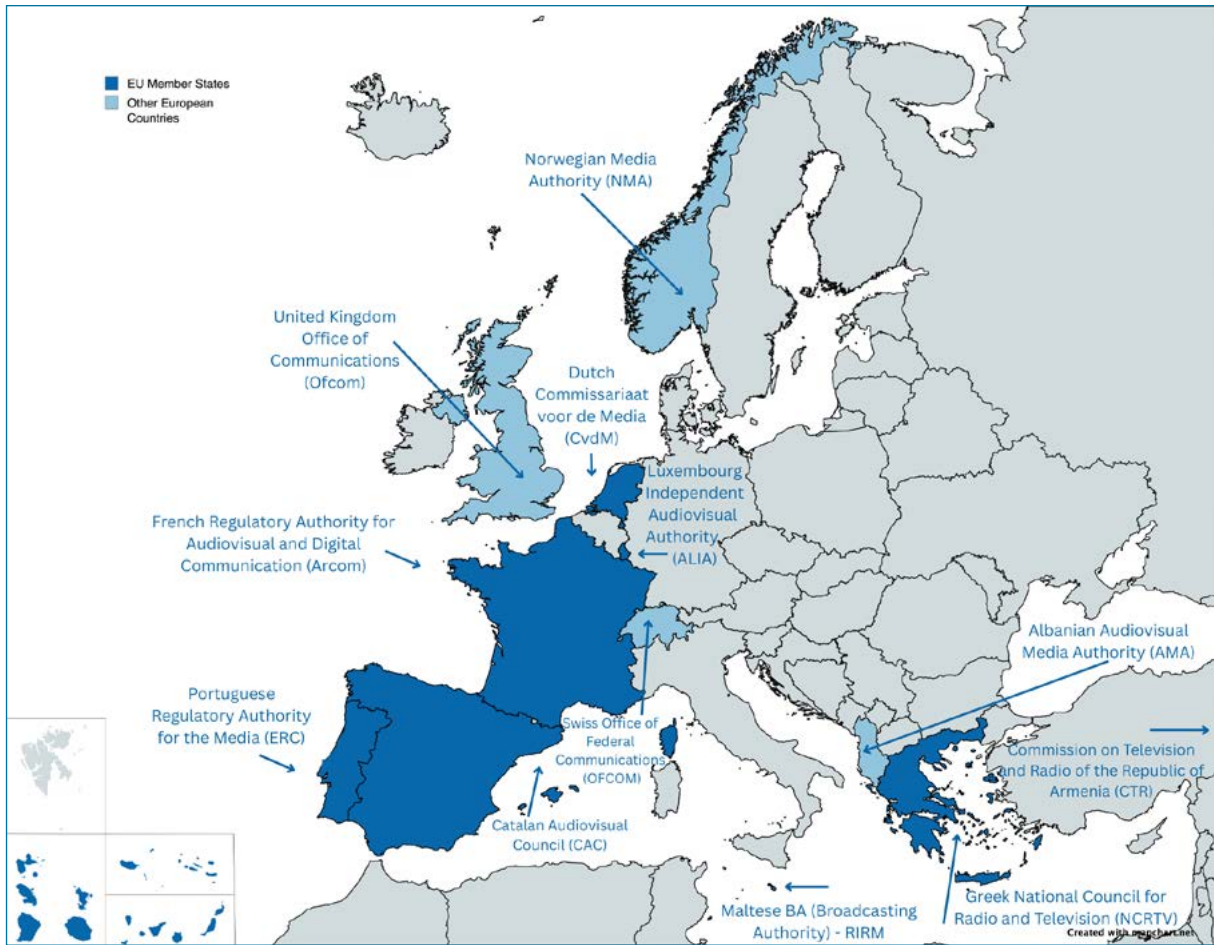 EU Member States
Other European
Countries
Norwegian Media
Authority (NMA)
United Kingdom
Office of
Communications
(Ofcom)
Dutch
Commissariaat
voor de Media
(CvdM)
Luxembourg
Independent
Audiovisual
Authority
(ALIA)
French Regulatory Authority for
Audiovisual and Digital
Communication (Arcom)
Albanian Audiovisual
Media Authority (AMA)
Portuguese
Regulatory Authority
for the Media (ERC)
Swiss Office of
Federal
Communications
(OFCOM)
Commission on Television
and Radio of the Republic of
Armenia (CTR)
Catalan Audiovisual
Council (CAC)
Maltese BA (Broadcasting
Authority) - RIRM
Greek National Council for
Radio and Television (NCRTV)
Created with mapchart.net